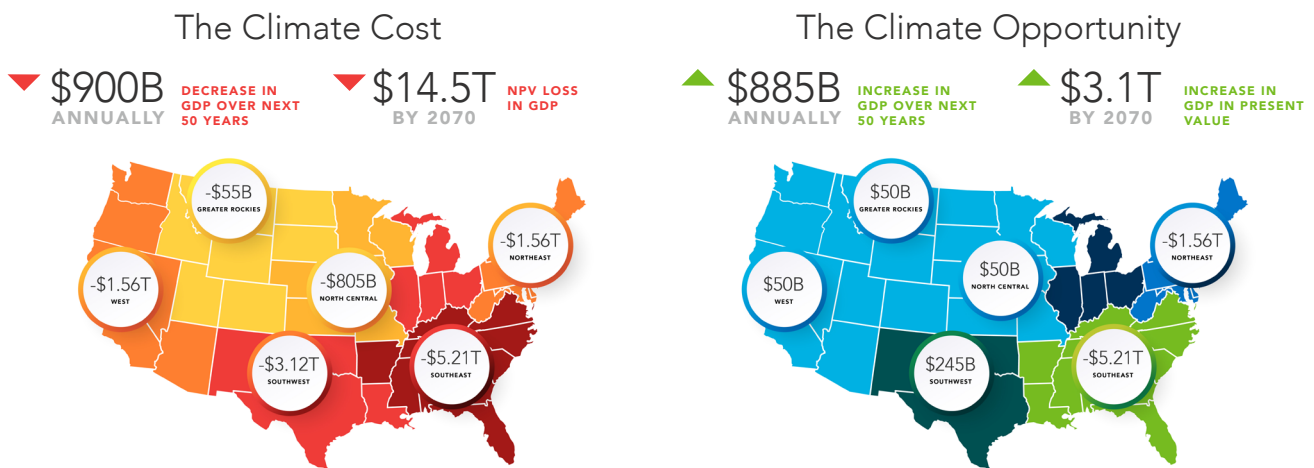 The Climate Cost
$900B
ANNUALLY
DECREASE IN
GDP OVER NEXT
50 YEARS
$14.5T
BY 2070
NPV LOSS
IN GDP
-$55B
GREATER ROCKIES
-$1.56T
NORTHEAST
-$1.56T
WEST
-$805B
NORTH CENTRAL
-$3.12T
SOUTHWEST
-$5.21T
SOUTHEAST
The Climate Opportunity
$885B
ANNUALLY
INCREASE IN
GDP OVER NEXT
50 YEARS
$3.1T
BY 2070
INCREASE IN
GDP IN PRESENT
VALUE
$50B
GREATER ROCKIES
-$1.56T
NORTHEAST
$50B
WEST
$50B
NORTH CENTRAL
$245B
SOUTHWEST
-$5.21T
SOUTHEAST